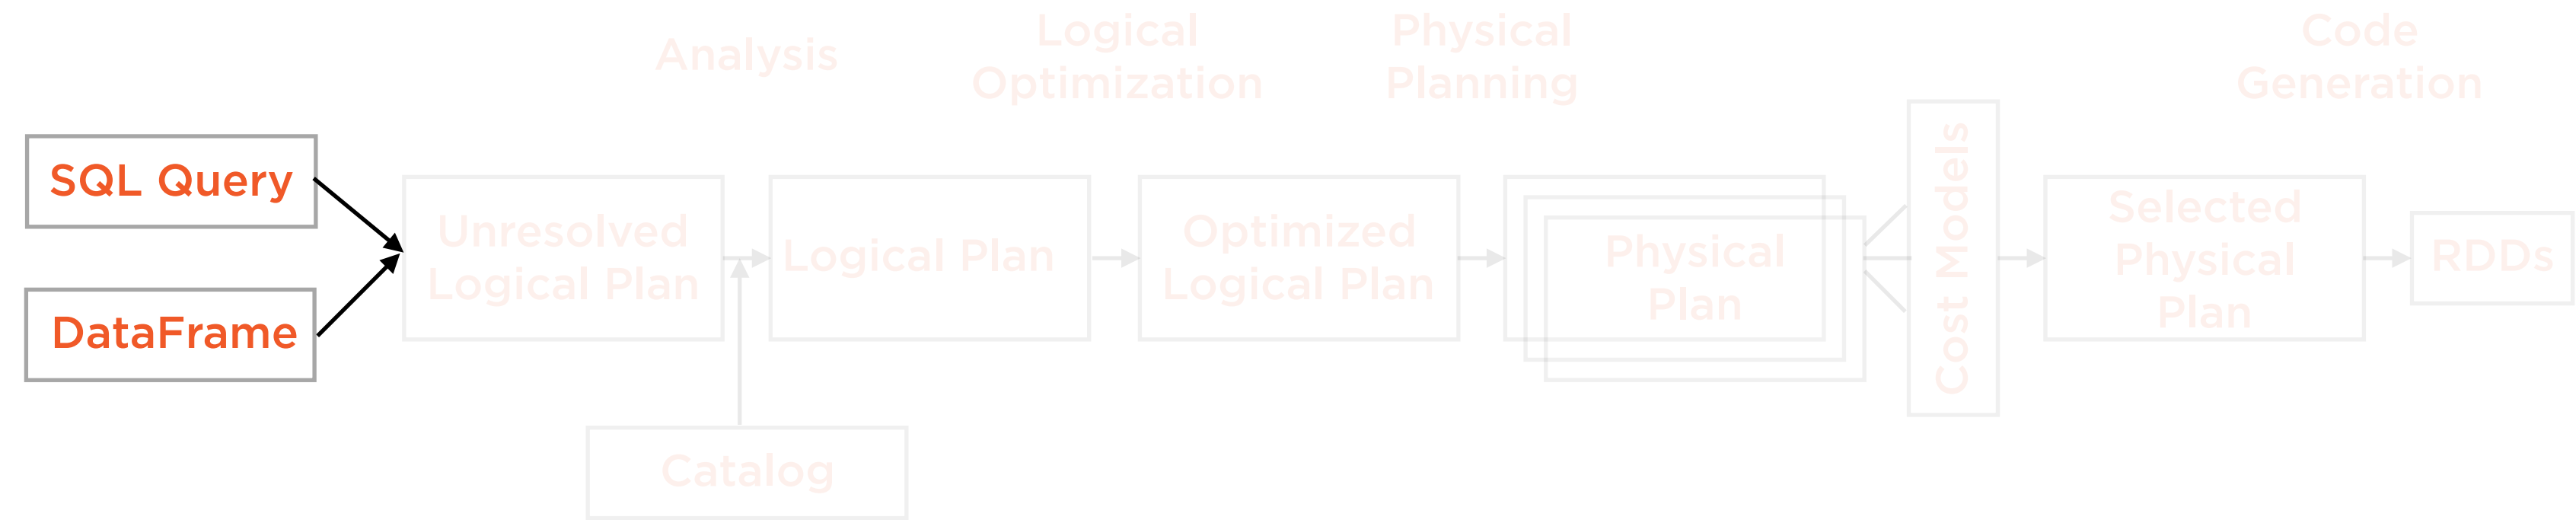 Analysis
Logical
Optimization
Physical
Planning
Code
Generation
SQL Query
DataFrame
Unresolved
Logical Plan
Logical Plan
Optimized
Logical Plan
Physical
Plan
Cost Models
Selected
Physical
Plan
RDDs
Catalog